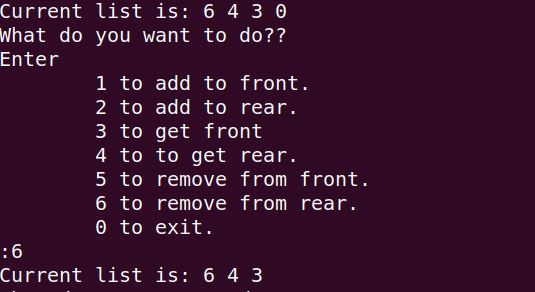 Current list is: 6 4 3 0
What do you want to do??
Enter
1 to add to front.
2 to add to rear.
3 to get front
4 to to get rear.
5 to remove from front.
6 to remove from rear.
0 to exit.
:6
Current list is: 6 4 3